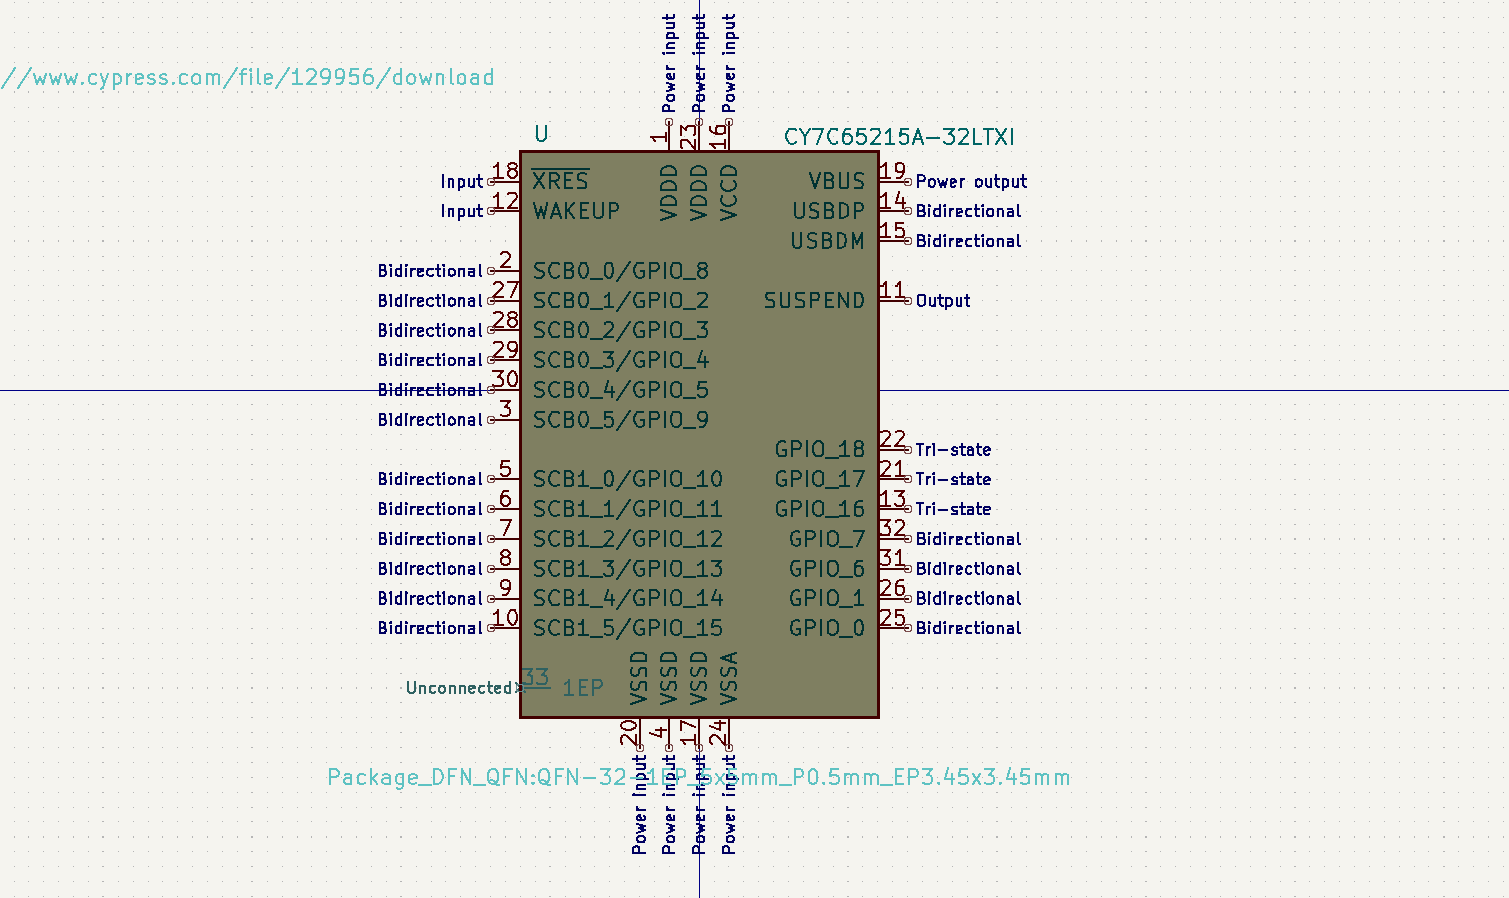 Power input
Power input
Power input
//www.cypress.com/file/129956/download
1
23
16
U
CY7C65215A-32LTXI
VDDD
VDDD
VCCD
Input 18 XRES
VBUS 19 Power output
Input 12 WAKEUP
USBDP 14 Bidirectional
USBDM 15 Bidirectional
Bidirectional 2 SCB0_0/GPIO_8
Bidirectional 27 SCB0_1/GPIO_2
SUSPEND 11 Output
Bidirectional 28 SCB0_2/GPIO_3
Bidirectional 29 SCB0_3/GPIO_4
Bidirectional 30 SCB0_4/GPIO_5
Bidirectional 3 SCB0_5/GPIO_9
GPIO_18 22 Tri-state
Bidirectional 5 SCB1_0/GPIO_10
GPIO_17 21 Tri-state
Bidirectional 6 SCB1_1/GPIO_11
GPIO_16 13 Tri-state
Bidirectional 7 SCB1_2/GPIO_12
GPIO_7 32 Bidirectional
Bidirectional 8 SCB1_3/GPIO_13
GPIO_6 31 Bidirectional
Bidirectional 9 SCB1_4/GPIO_14
GPIO_1 26 Bidirectional
Bidirectional 10 SCB1_5/GPIO_15
GPIO_0 25 Bidirectional
Unconnected 33 1EP
VSSD
VSSD
VSSD
VSSA
20
4
17
24
Package_DFN_QFN:QFN-32-1EP_5x5mm_P0.5mm_EP3.45x3.45mm
Power input
Power input
Power input
Power input